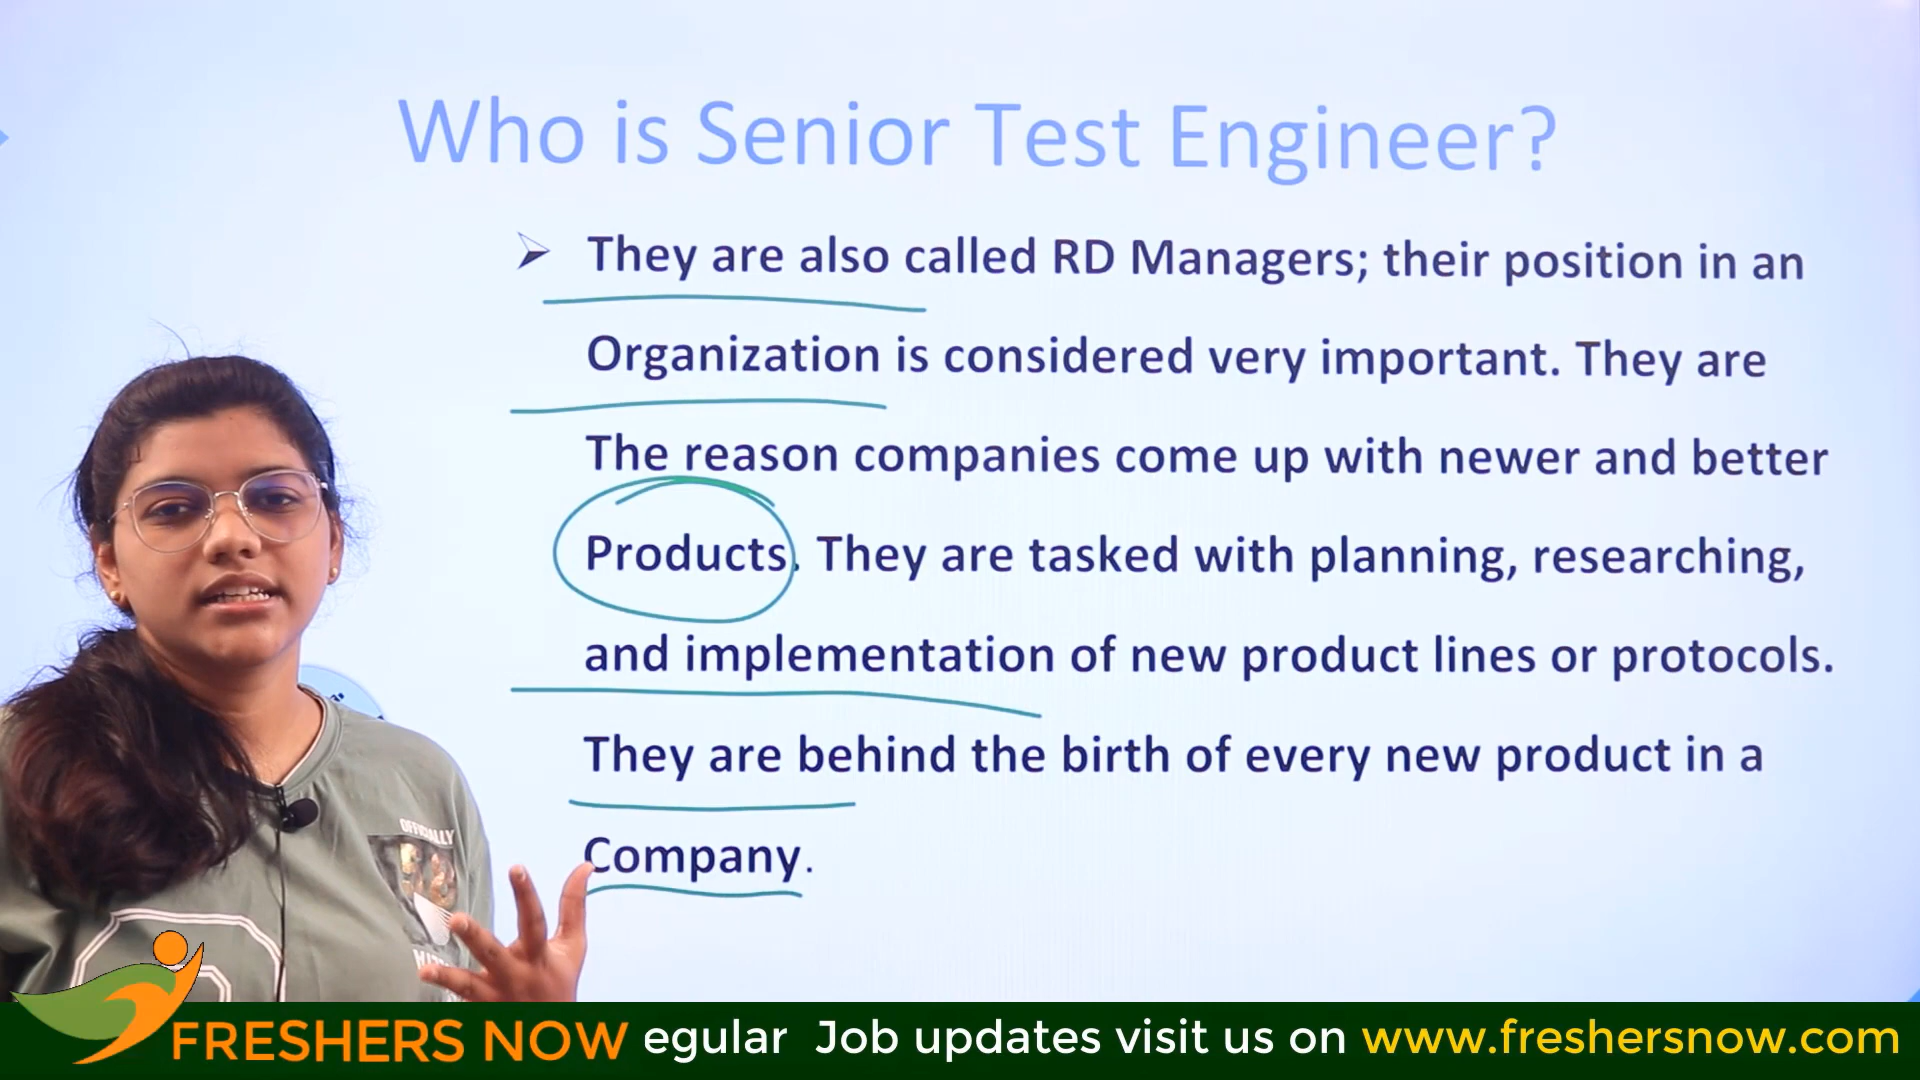 Who is Senior Test Engineer?
➢ They are also called RD Managers; their position in an
Organization is considered very important. They are
The reason companies come up with newer and better
Products. They are tasked with planning, researching,
and implementation of new product lines or protocols.
They are behind the birth of every new product in a
Company.
OFFICIALLY
FRESHERS NOW egular Job updates visit us on www.freshersnow.com